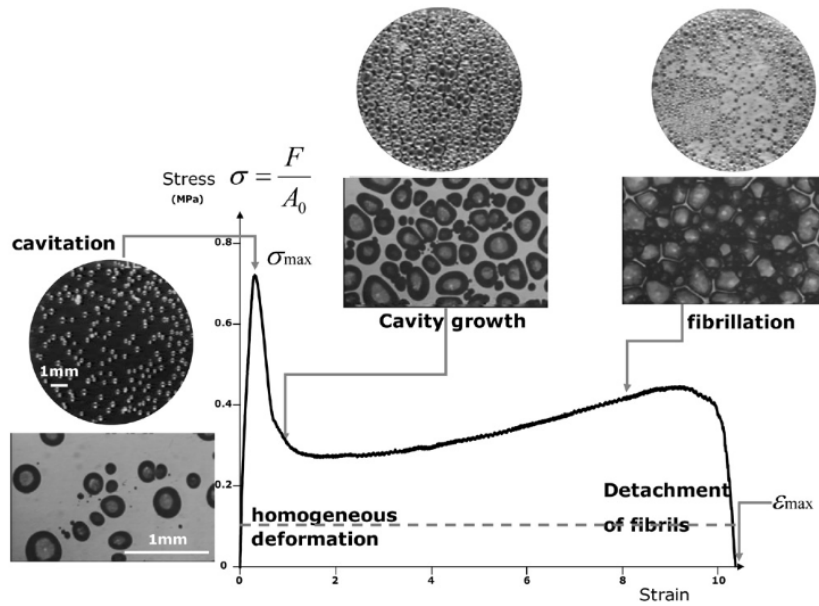 Stress σ = F / A₀
(MPa)
cavitation
0.8
σmax
1mm
Cavity growth
fibrillation
0.6
0.4
0.2
Detachment
εmax
homogeneous
of fibrils
deformation
1mm
0
0
2
4
6
8
10
Strain